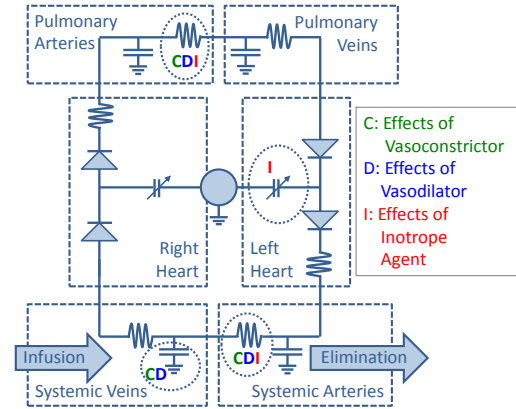 Pulmonary
Arteries
Pulmonary
Veins
CDI
I
C: Effects of
Vasoconstrictor
D: Effects of
Vasodilator
I: Effects of
Inotrope
Agent
Right
Heart
Left
Heart
Infusion
CD
CDI
Elimination
Systemic Veins
Systemic Arteries